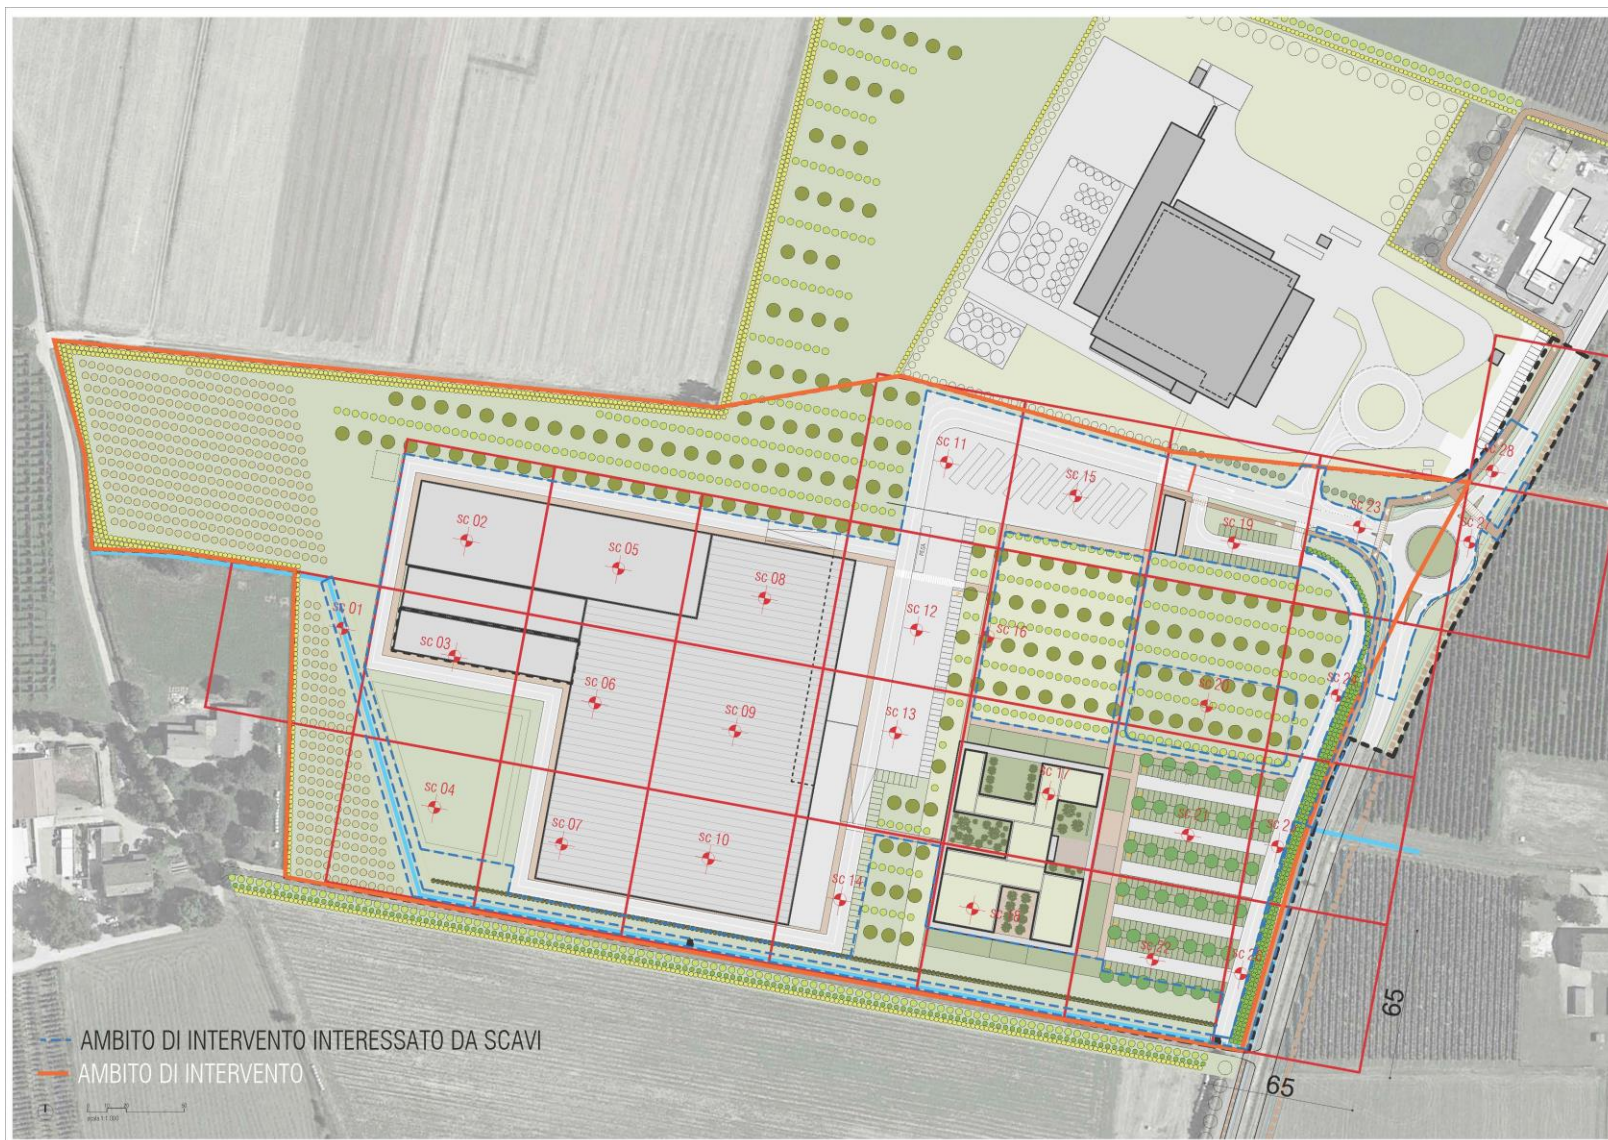 sc 11
sc 28
sc 15
sc 23
sc 02
sc 19
sc 05
sc 08
sc 01
sc 12
sc 16
sc 03
sc 06
sc 20
sc 09
sc 13
sc 17
sc 04
sc 07
sc 10
sc 21
sc 14
sc 18
sc 22
65
65
AMBITO DI INTERVENTO INTERESSATO DA SCAVI
AMBITO DI INTERVENTO